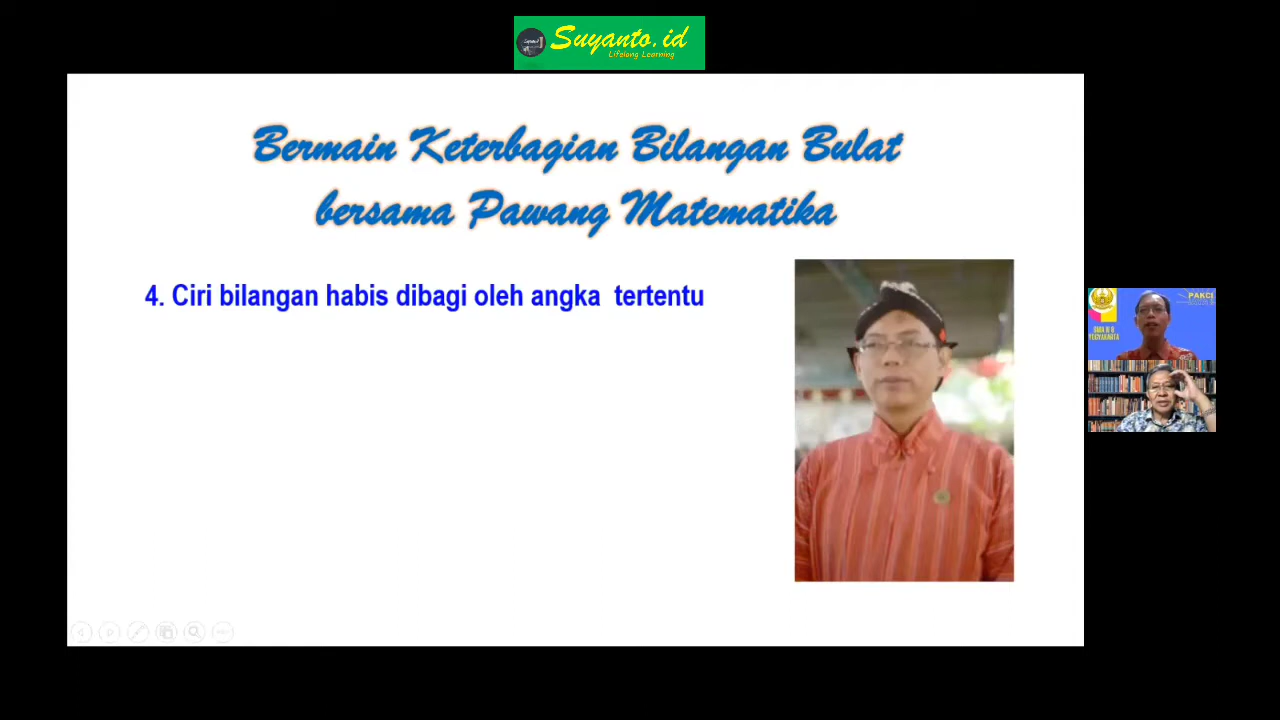 Suyanto.id
Lifelong Learning
Bermain Keterbagian Bilangan Bulat
bersama Pawang Matematika
4. Ciri bilangan habis dibagi oleh angka tertentu
PAKCI
YOGYAKARTA